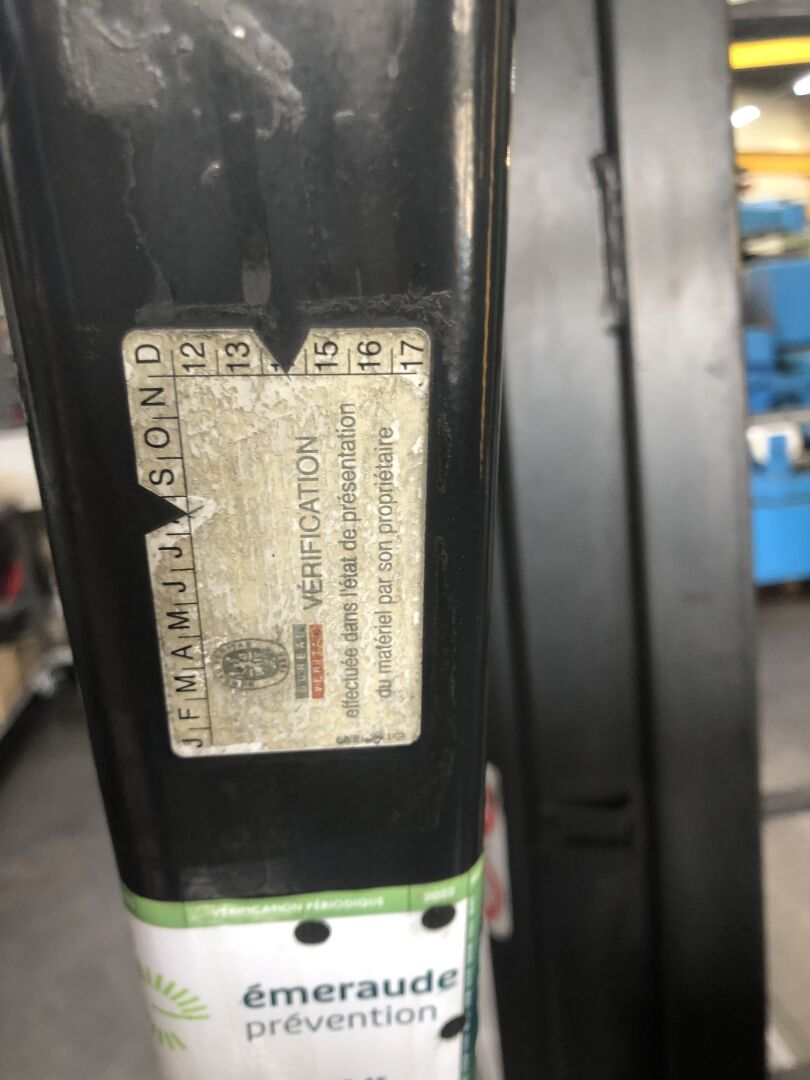 J F M A M J J S O N D
12
13
15
16
17
BUREAU
VERITAS
VÉRIFICATION
effectuée dans l'état de présentation
du matériel par son propriétaire
VÉRIFICATION PÉRIODIQUE
émeraude
prévention